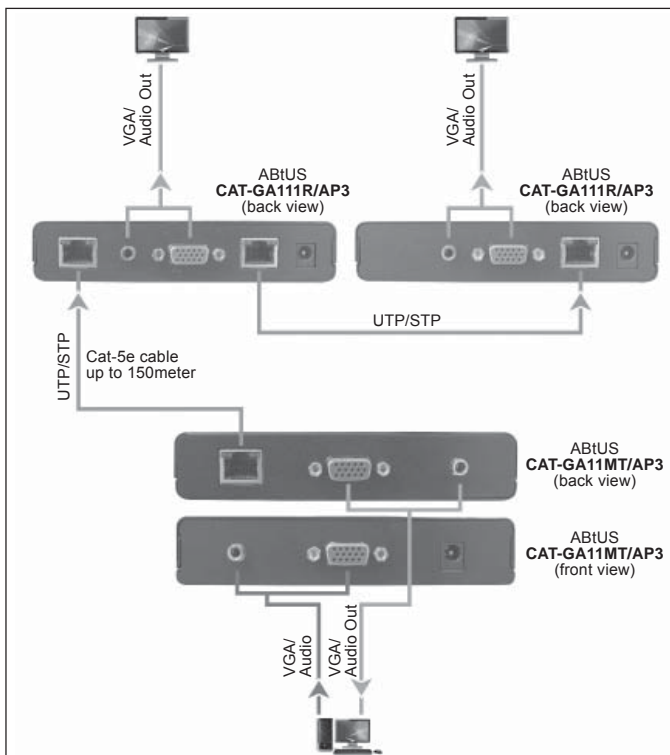 VGA/
Audio Out
VGA/
Audio Out
ABtUS
CAT-GA111R/AP3
(back view)
ABtUS
CAT-GA111R/AP3
(back view)
UTP/STP
UTP/STP
Cat-5e cable
up to 150meter
ABtUS
CAT-GA11MT/AP3
(back view)
ABtUS
CAT-GA11MT/AP3
(front view)
VGA/
Audio
VGA/
Audio Out